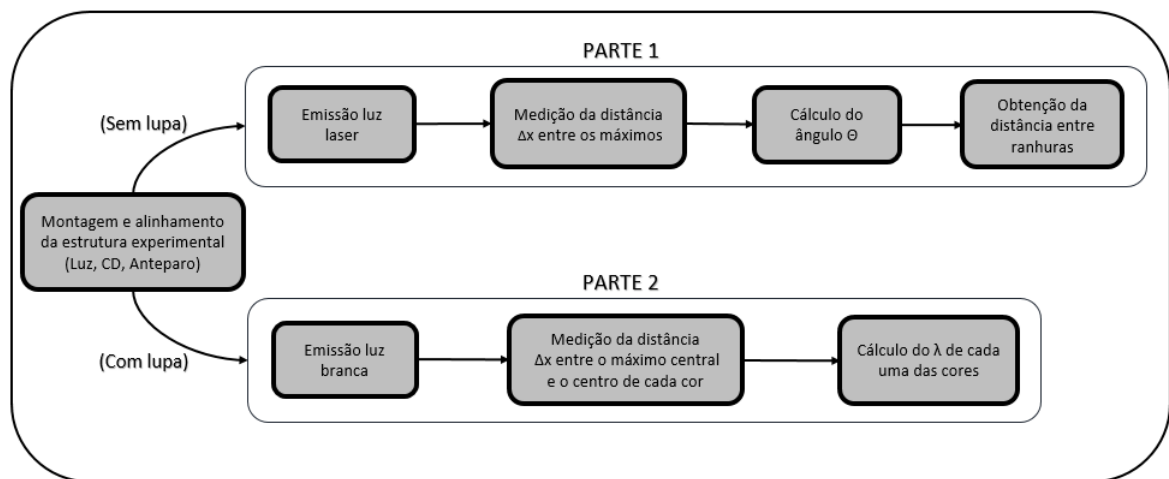 PARTE 1
(Sem lupa)
Emissão luz
laser
Medição da distância
Δx entre os máximos
Cálculo do
ângulo Θ
Obtenção da
distância entre
ranhuras
Montagem e alinhamento
da estrutura experimental
(Luz, CD, Anteparo)
PARTE 2
(Com lupa)
Emissão luz
branca
Medição da distância
Δx entre o máximo central
e o centro de cada cor
Cálculo do λ de cada
uma das cores